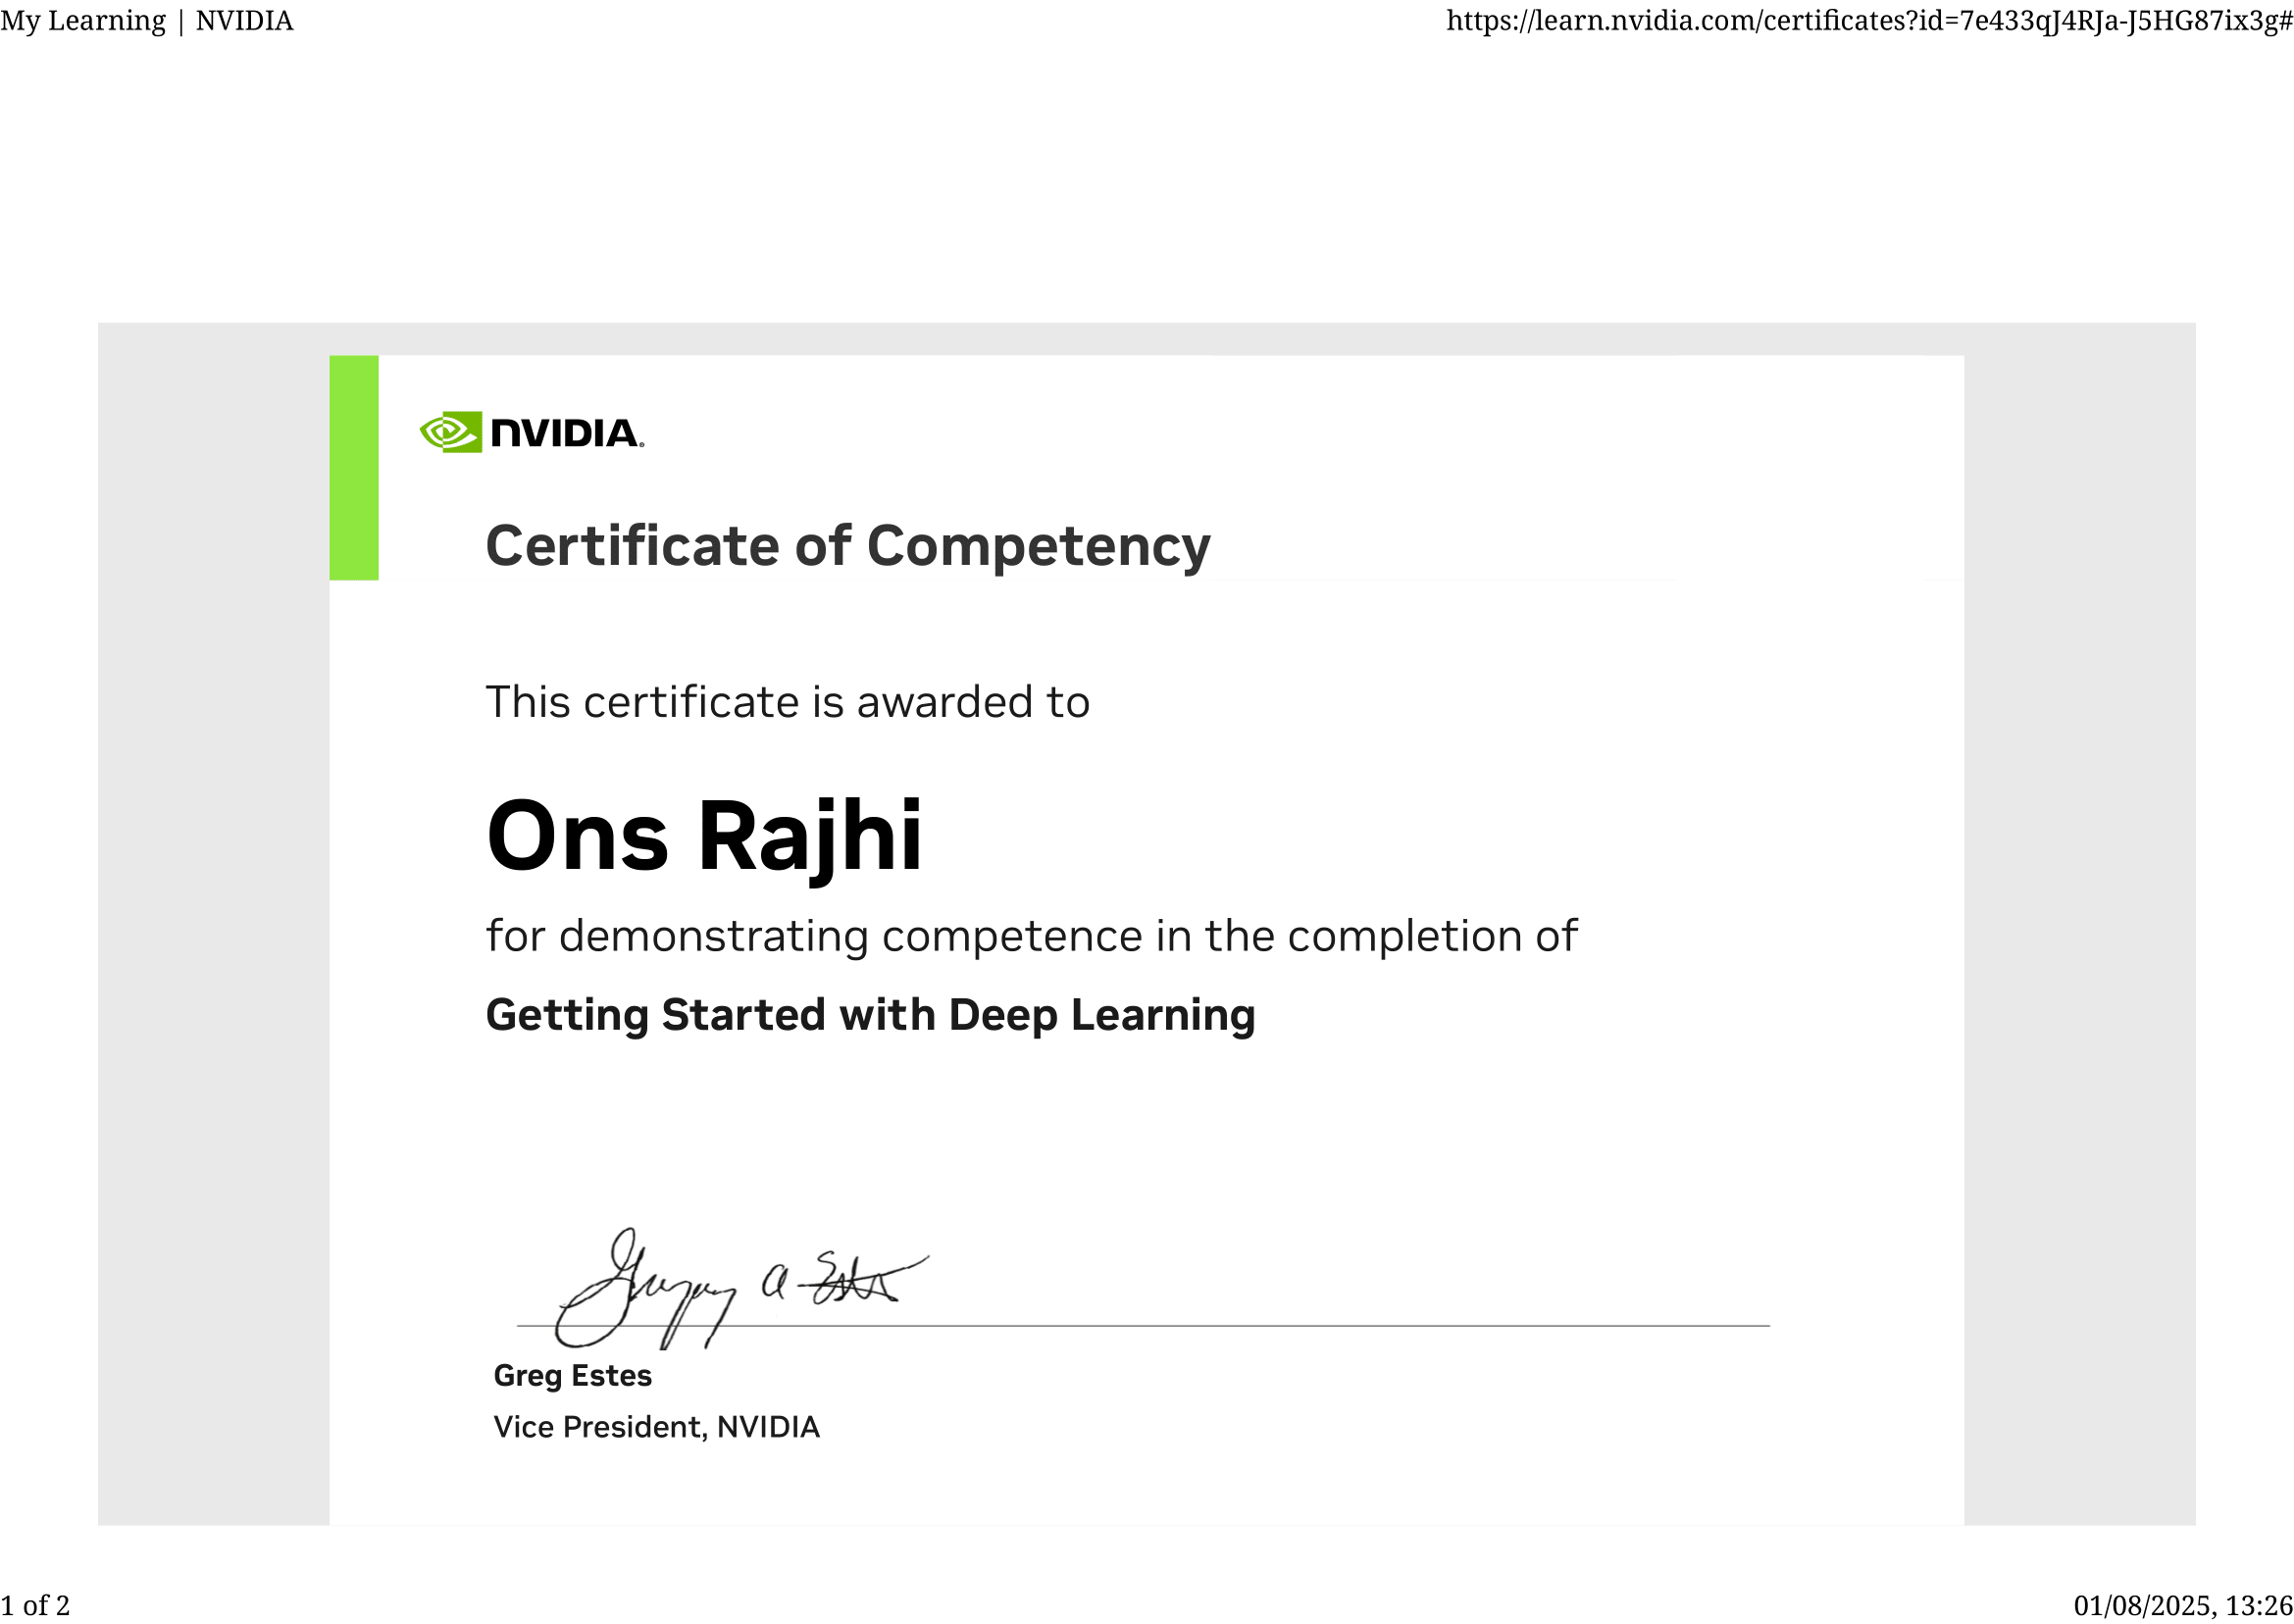 My Learning | NVIDIA
https://learn.nvidia.com/certificates?id=7e433qJ4RJa-J5HG87ix3g#
NVIDIA.
Certificate of Competency
This certificate is awarded to
Ons Rajhi
for demonstrating competence in the completion of
Getting Started with Deep Learning
Gregory A Estes
Greg Estes
Vice President, NVIDIA
1 of 2
01/08/2025, 13:26